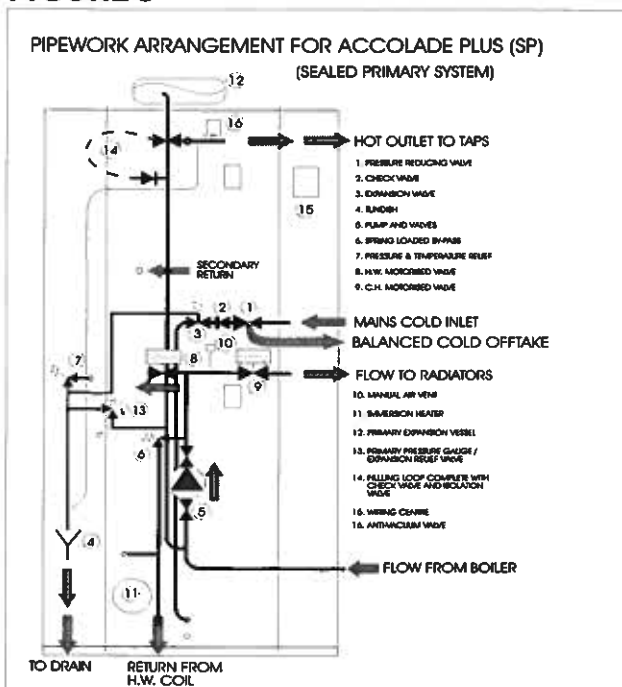 PIPEWORK ARRANGEMENT FOR ACCOLADE PLUS (SP)
(SEALED PRIMARY SYSTEM)
12
16
14
HOT OUTLET TO TAPS
1. PRESSURE REDUCING VALVE
2. CHECK VALVE
3. EXPANSION VALVE
4. TUNDISH
5. PUMP AND VALVES
6. SPRING LOADED BY-PASS
7. PRESSURE & TEMPERATURE RELIEF
8. H.W. MOTORISED VALVE
9. C.H. MOTORISED VALVE
15
SECONDARY
RETURN
2
1
3
MAINS COLD INLET
BALANCED COLD OFFTAKE
10
8
9
7
FLOW TO RADIATORS
13
10. MANUAL AIR VENT
11. IMMERSION HEATER
12. PRIMARY EXPANSION VESSEL
13. PRIMARY PRESSURE GAUGE /
EXPANSION RELIEF VALVE
14. FILLING LOOP COMPLETE WITH
CHECK VALVE AND ISOLATION
VALVE
15. WIRING CENTRE
16. ANTI-VACUUM VALVE
6
5
4
FLOW FROM BOILER
11
TO DRAIN
RETURN FROM
H.W. COIL